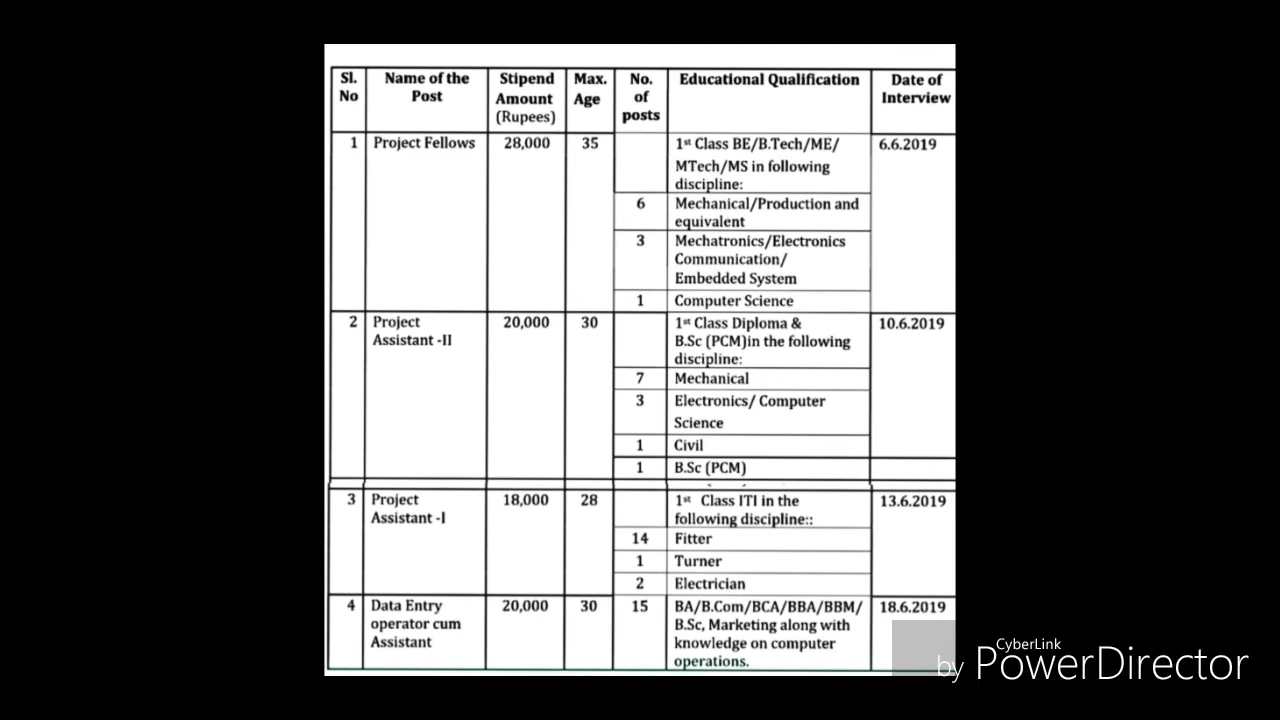 Sl. No | Name of the Post | Stipend Amount (Rupees) | Max. Age | No. of posts | Educational Qualification | Date of Interview
1 | Project Fellows | 28,000 | 35 | | 1st Class BE/B.Tech/ME/ MTech/MS in following discipline: | 6.6.2019
6 | Mechanical/Production and equivalent
3 | Mechatronics/Electronics Communication/ Embedded System
1 | Computer Science
2 | Project Assistant -II | 20,000 | 30 | | 1st Class Diploma & B.Sc (PCM)in the following discipline: | 10.6.2019
7 | Mechanical
3 | Electronics/ Computer Science
1 | Civil
1 | B.Sc (PCM)
3 | Project Assistant -I | 18,000 | 28 | | 1st Class ITI in the following discipline:: | 13.6.2019
14 | Fitter
1 | Turner
2 | Electrician
4 | Data Entry operator cum Assistant | 20,000 | 30 | 15 | BA/B.Com/BCA/BBA/BBM/ B.Sc, Marketing along with knowledge on computer operations. | 18.6.2019
CyberLink
by PowerDirector